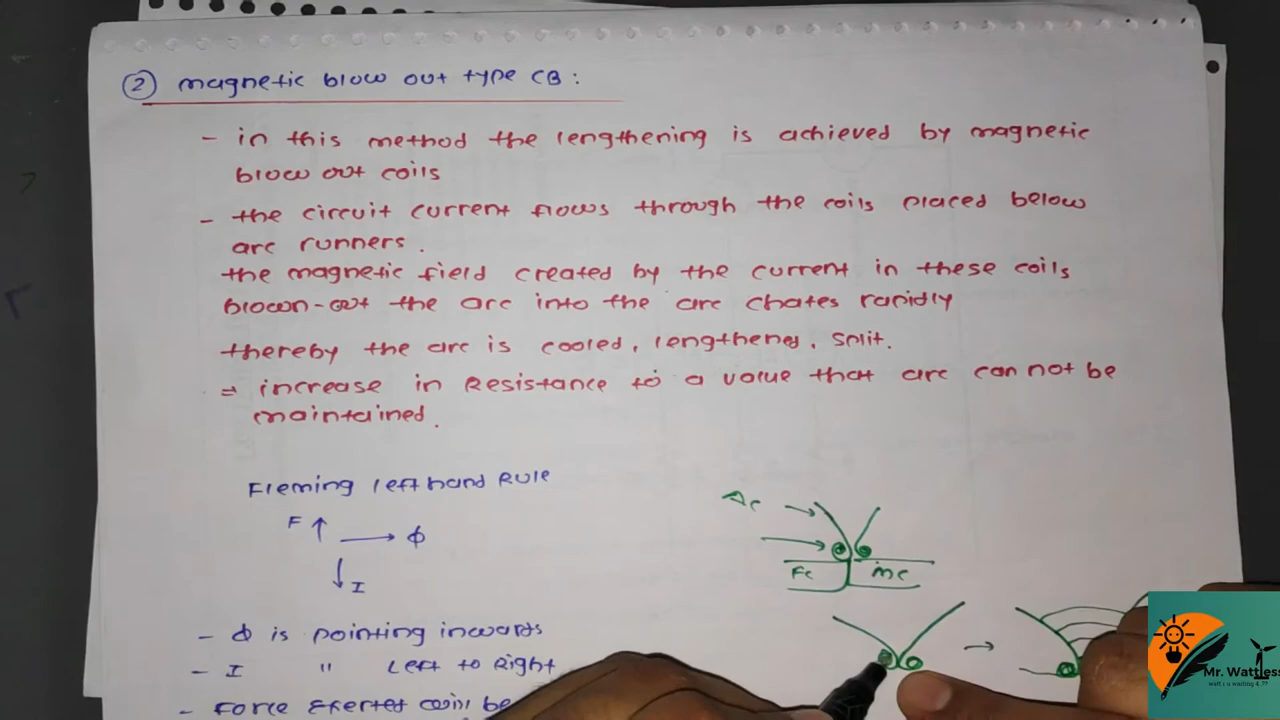 ② magnetic blow out type CB:
- in this method the lengthening is achieved by magnetic
blow out coils
- the circuit current flows through the coils placed below
arc runners.
the magnetic field created by the current in these coils
blown-out the arc into the arc chates rapidly
thereby the arc is cooled, lengthened, split.
⇒ increase in Resistance to a value that arc can not be
maintained.
Fleming left hand Rule
F ↑ → ϕ
↓ I
Fc mc
- ϕ is pointing inwards
- I " Left to Right
- Force Exerted will be
Mr. Wattless